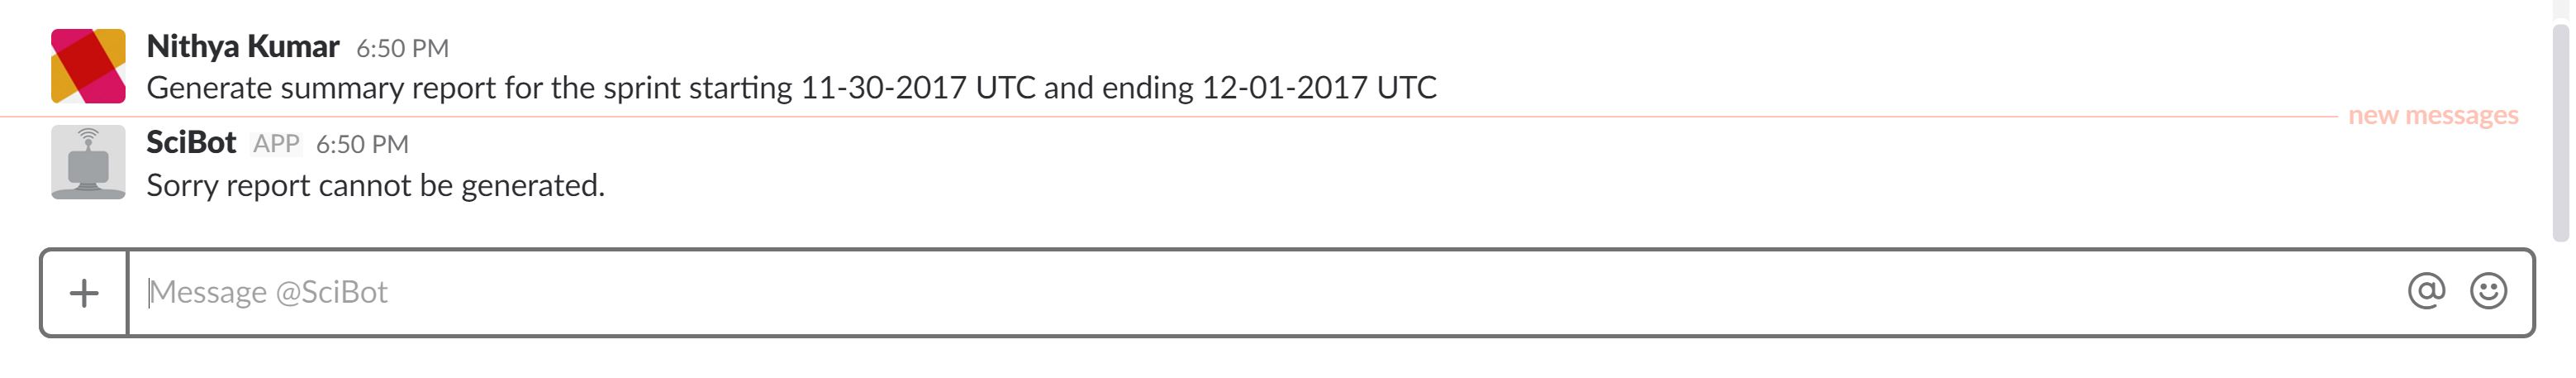 Nithya Kumar 6:50 PM
Generate summary report for the sprint starting 11-30-2017 UTC and ending 12-01-2017 UTC
new messages
SciBot APP 6:50 PM
Sorry report cannot be generated.
Message @SciBot